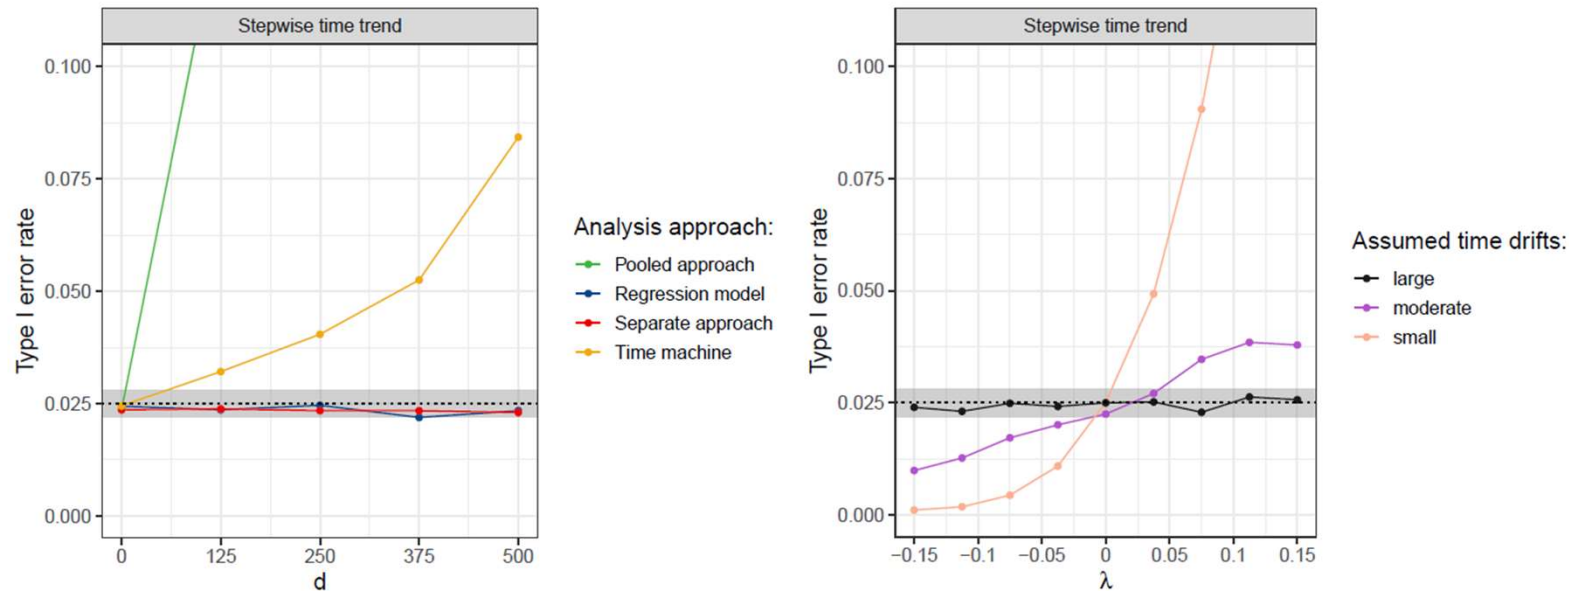 Stepwise time trend
Type I error rate
0.100
0.075
0.050
0.025
0.000
0
125
250
375
500
d
Analysis approach:
Pooled approach
Regression model
Separate approach
Time machine
Stepwise time trend
Type I error rate
0.100
0.075
0.050
0.025
0.000
−0.15
−0.1
−0.05
0
0.05
0.1
0.15
λ
Assumed time drifts:
large
moderate
small